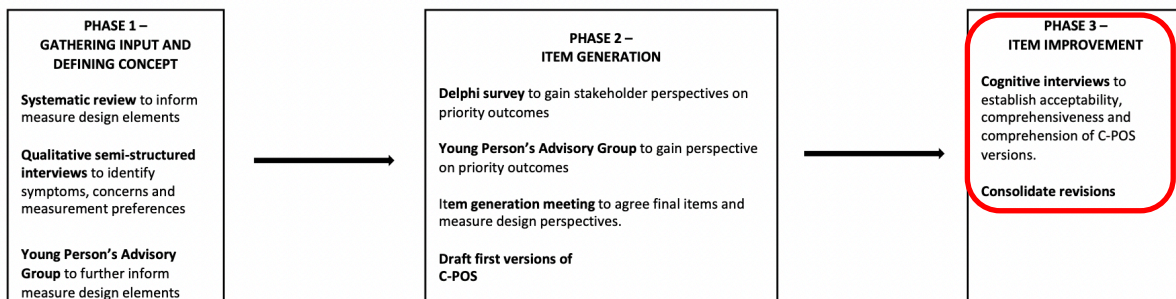 PHASE 1 –
GATHERING INPUT AND
DEFINING CONCEPT
Systematic review to inform
measure design elements
Qualitative semi-structured
interviews to identify
symptoms, concerns and
measurement preferences
Young Person's Advisory
Group to further inform
measure design elements
PHASE 2 –
ITEM GENERATION
Delphi survey to gain stakeholder perspectives on
priority outcomes
Young Person's Advisory Group to gain perspective
on priority outcomes
Item generation meeting to agree final items and
measure design perspectives.
Draft first versions of
C-POS
PHASE 3 –
ITEM IMPROVEMENT
Cognitive interviews to
establish acceptability,
comprehensiveness and
comprehension of C-POS
versions.
Consolidate revisions